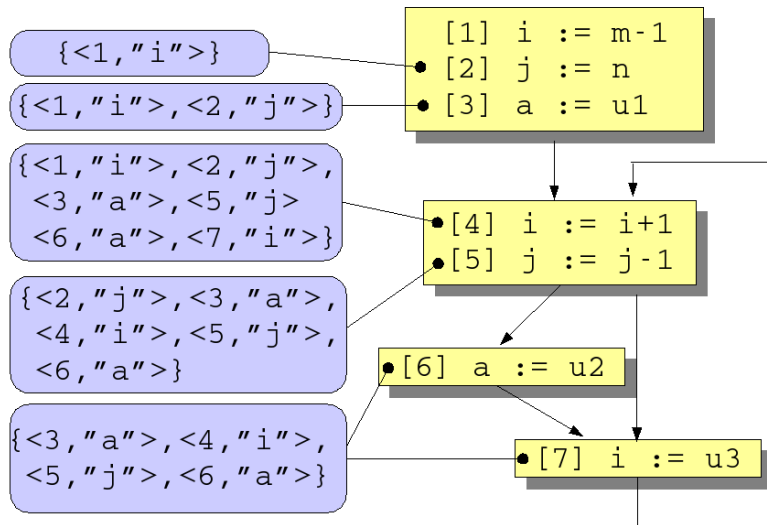 {<1,"i">}
{<1,"i">,<2,"j">}
{<1,"i">,<2,"j">,
<3,"a">,<5,"j>
<6,"a">,<7,"i">}
{<2,"j">,<3,"a">,
<4,"i">,<5,"j">,
<6,"a">}
{<3,"a">,<4,"i">,
<5,"j">,<6,"a">}
[1] i := m-1
[2] j := n
[3] a := u1
[4] i := i+1
[5] j := j-1
[6] a := u2
[7] i := u3